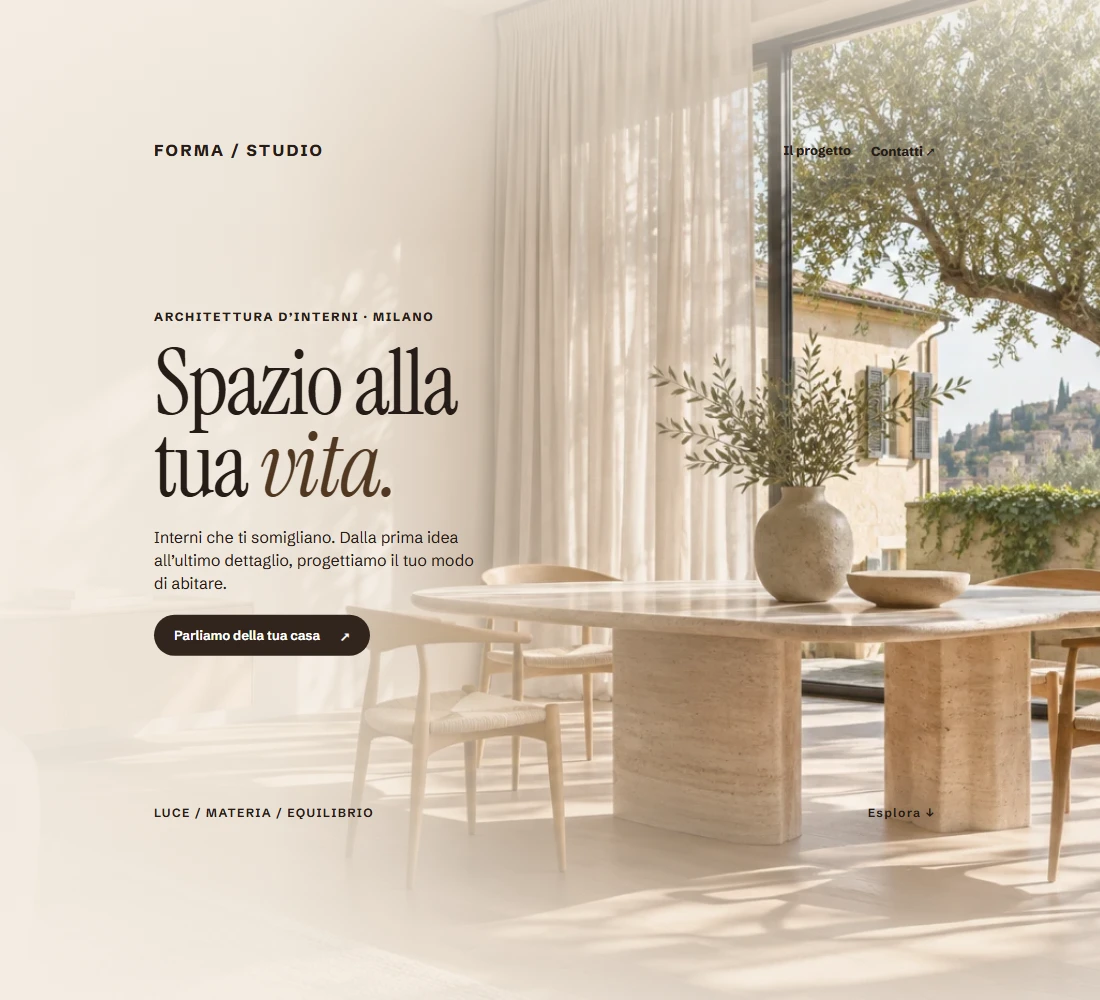 FORMA / STUDIO
Il progetto Contatti ↗
ARCHITETTURA D’INTERNI · MILANO
Spazio alla
tua vita.
Interni che ti somigliano. Dalla prima idea
all’ultimo dettaglio, progettiamo il tuo modo
di abitare.
Parliamo della tua casa ↗
LUCE / MATERIA / EQUILIBRIO
Esplora ↓